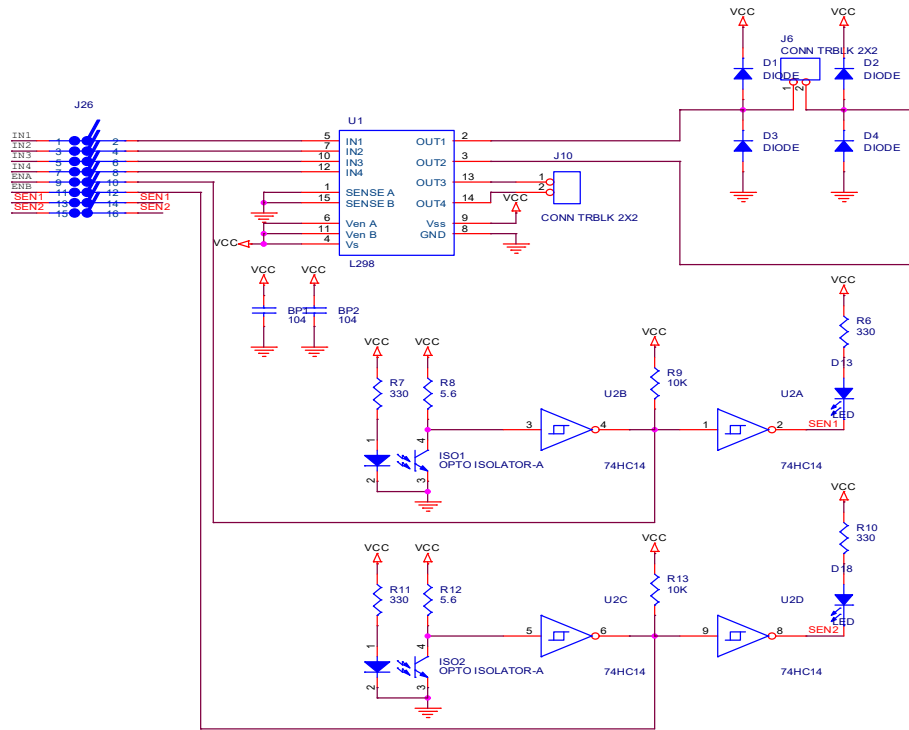 VCC
VCC
J6
CONN TRBLK 2X2
D1
DIODE
D2
DIODE
1
2
D3
DIODE
D4
DIODE
J26
IN1
IN2
IN3
IN4
ENA
ENB
SEN1
SEN2
1 2
3 4
5 6
7 8
9 10
11 12
13 14
15 16
SEN1
SEN2
U1
5 IN1 OUT1 2
7 IN2 OUT2 3
10 IN3 OUT3 13
12 IN4 OUT4 14
1 SENSE A
15 SENSE B
6 Ven A Vss 9
11 Ven B GND 8
4 Vs
VCC
L298
J10
1
2
VCC
CONN TRBLK 2X2
VCC
VCC
BP1
104
BP2
104
VCC
VCC
R7
330
R8
5.6
1
2
4
3
ISO1
OPTO ISOLATOR-A
3
U2B
4
74HC14
VCC
R9
10K
1
U2A
2
74HC14
VCC
R6
330
D13
LED
SEN1
VCC
VCC
R11
330
R12
5.6
1
2
4
3
ISO2
OPTO ISOLATOR-A
5
U2C
6
74HC14
VCC
R13
10K
9
U2D
8
74HC14
VCC
R10
330
D18
LED
SEN2